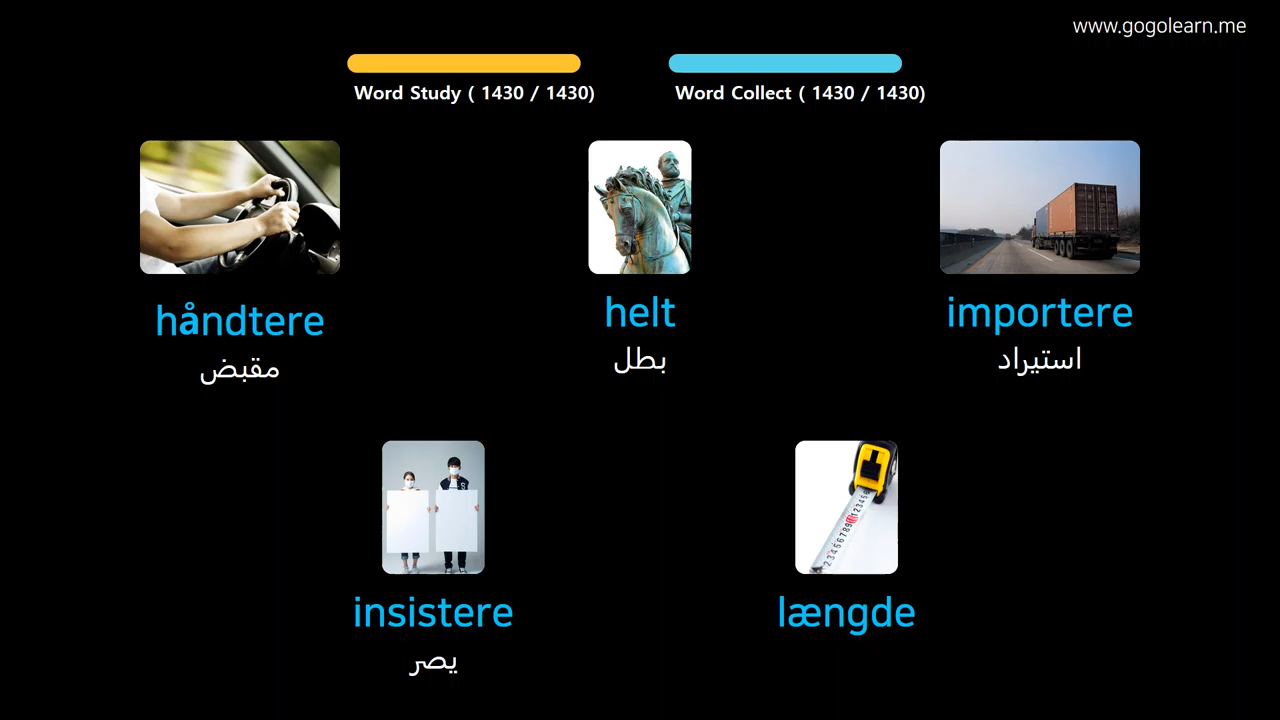 www.gogolearn.me
Word Study ( 1430 / 1430)
Word Collect ( 1430 / 1430)
håndtere
مقبض
helt
بطل
importere
استيراد
insistere
يصر
længde